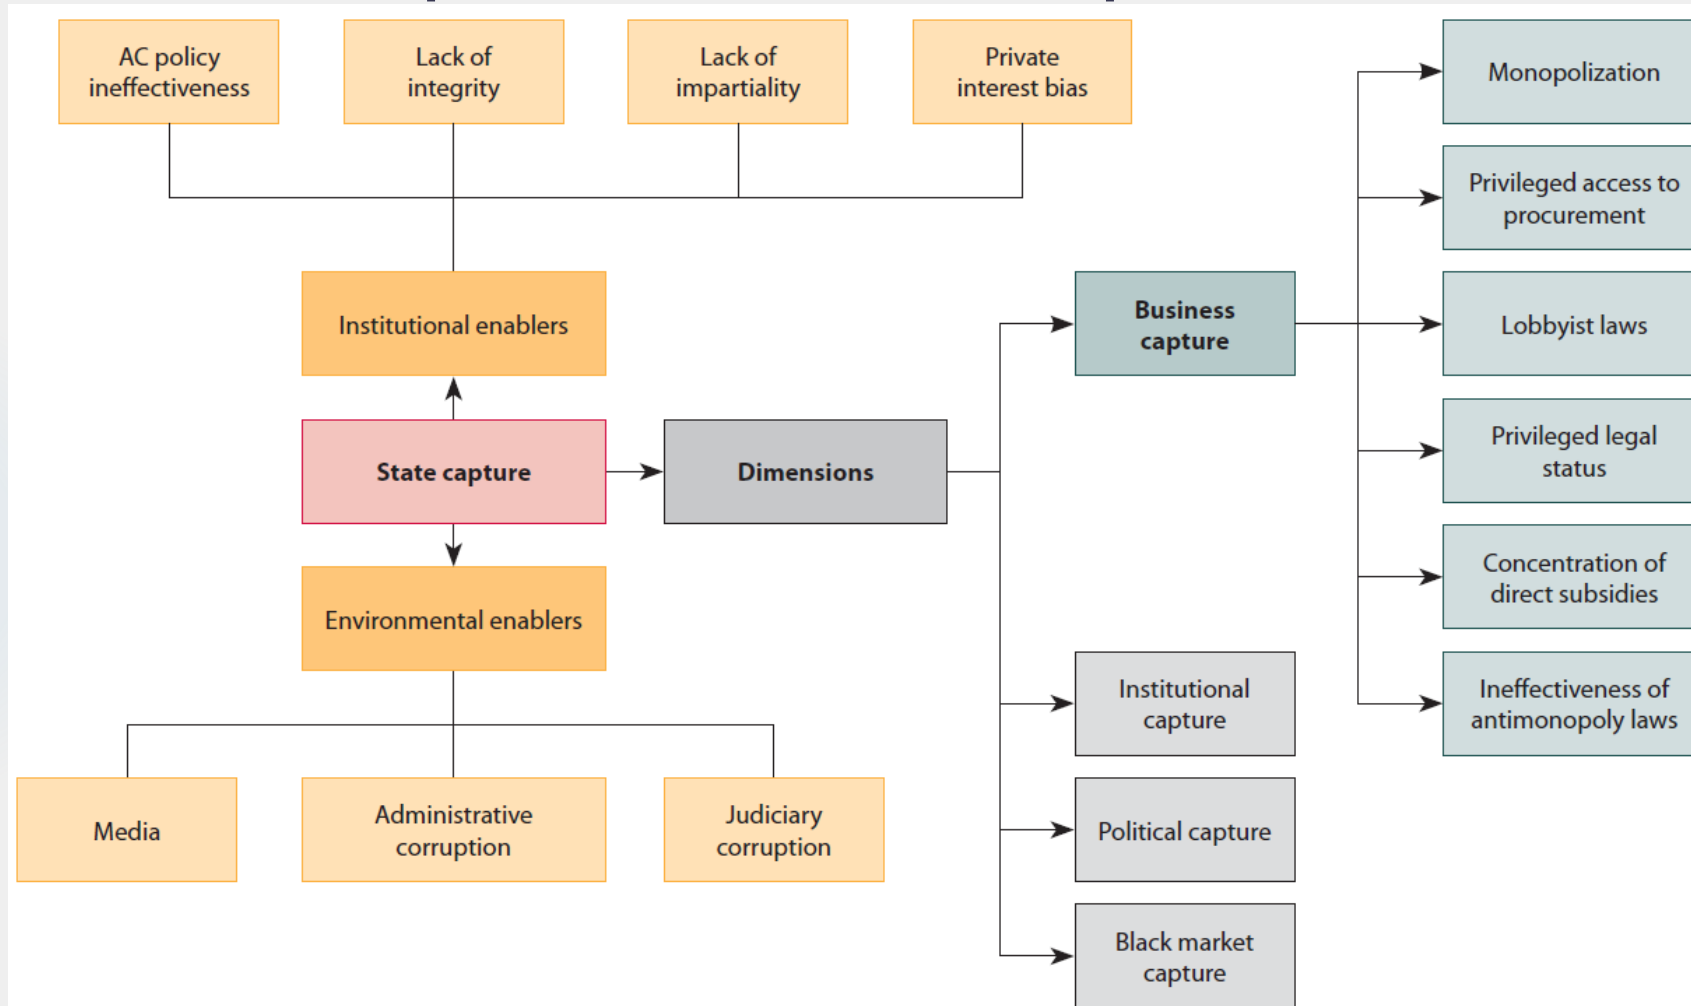 AC policy
ineffectiveness
Lack of
integrity
Lack of
impartiality
Private
interest bias
Monopolization
Privileged access to
procurement
Institutional enablers
Business
capture
Lobbyist laws
State capture
Dimensions
Privileged legal
status
Environmental enablers
Concentration of
direct subsidies
Institutional
capture
Ineffectiveness of
antimonopoly laws
Media
Administrative
corruption
Judiciary
corruption
Political capture
Black market
capture